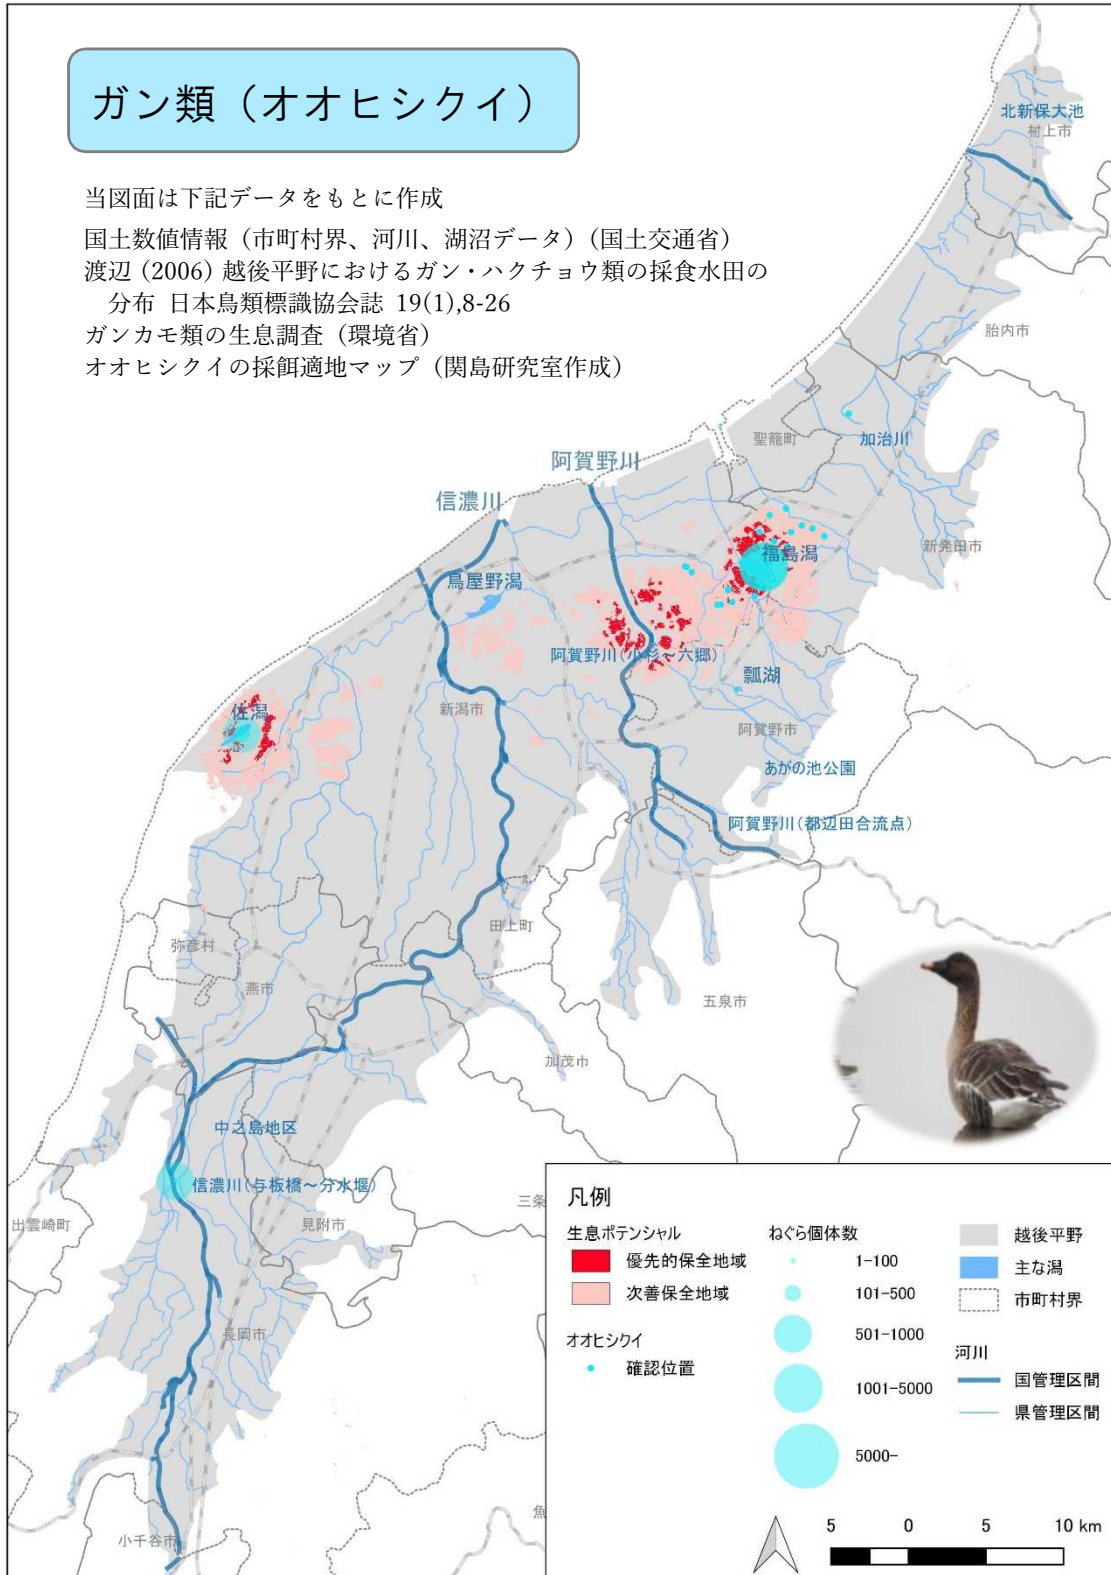 ガン類（オオヒシクイ）
当図面は下記データをもとに作成
国土数値情報（市町村界、河川、湖沼データ）（国土交通省）
渡辺（2006）越後平野におけるガン・ハクチョウ類の採食水田の
分布 日本鳥類標識協会誌 19(1),8-26
ガンカモ類の生息調査（環境省）
オオヒシクイの採餌適地マップ（関島研究室作成）
北新保大池
村上市
胎内市
聖籠町
加治川
阿賀野川
信濃川
福島潟
新発田市
鳥屋野潟
阿賀野川(小杉～六郷)
瓢湖
佐潟
新潟市
阿賀野市
あがの池公園
阿賀野川(都辺田合流点)
田上町
弥彦村
燕市
五泉市
加茂市
中之島地区
信濃川(与板橋～分水堰)
三条
出雲崎町
見附市
長岡市
魚
小千谷市
凡例
生息ポテンシャル
優先的保全地域
次善保全地域
オオヒシクイ
確認位置
ねぐら個体数
1-100
101-500
501-1000
1001-5000
5000-
越後平野
主な潟
市町村界
河川
国管理区間
県管理区間
5 0 5 10 km